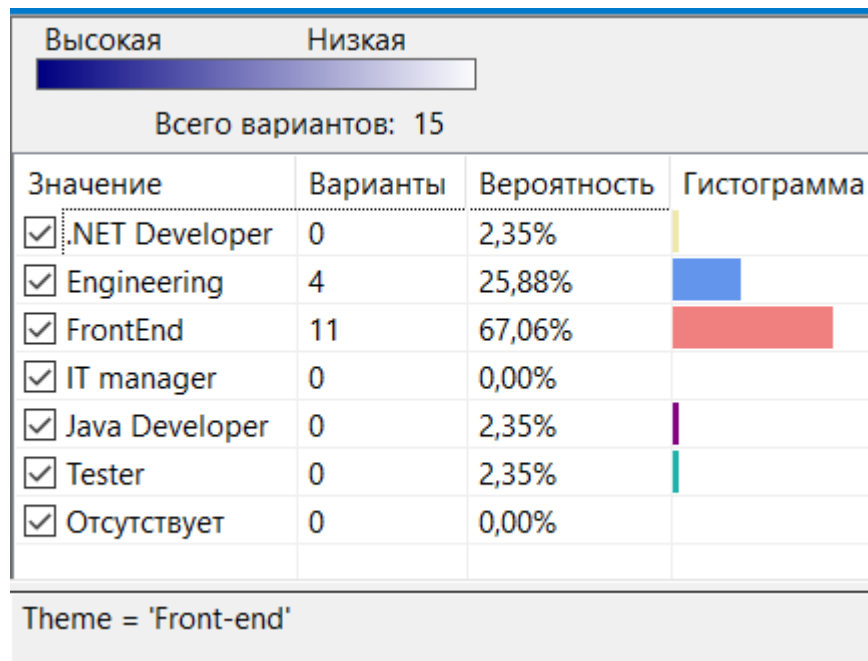 Высокая Низкая
Всего вариантов: 15
Значение Варианты Вероятность Гистограмма
.NET Developer 0 2,35%
Engineering 4 25,88%
FrontEnd 11 67,06%
IT manager 0 0,00%
Java Developer 0 2,35%
Tester 0 2,35%
Отсутствует 0 0,00%
Theme = 'Front-end'